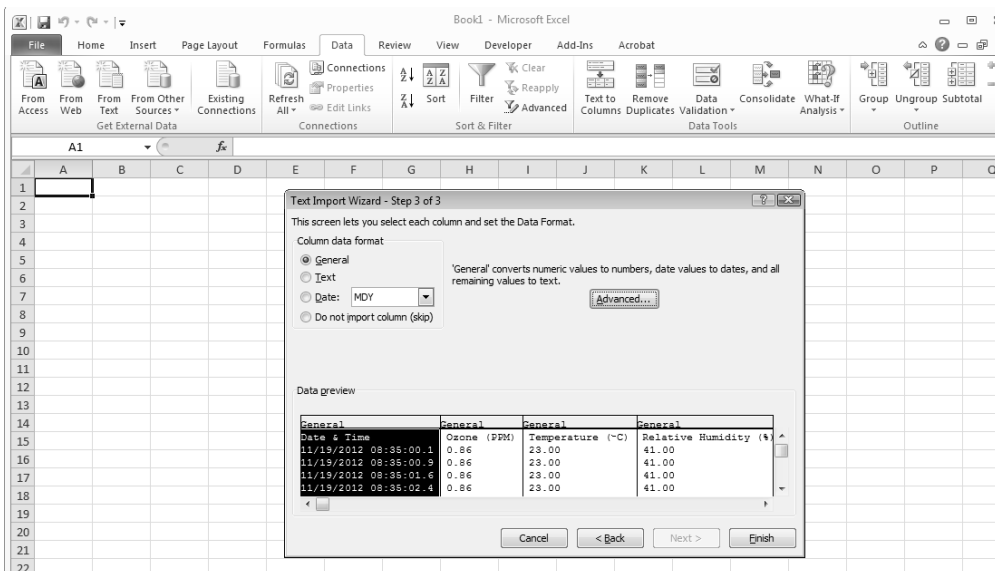 Book1 - Microsoft Excel
File Home Insert Page Layout Formulas Data Review View Developer Add-Ins Acrobat
From Access
From Web
From Text
From Other Sources
Existing Connections
Get External Data
Refresh All
Connections
Properties
Edit Links
Connections
Sort
Filter
Clear
Reapply
Advanced
Sort & Filter
Text to Columns
Remove Duplicates
Data Validation
Consolidate
What-If Analysis
Data Tools
Group
Ungroup
Subtotal
Outline
A1 fx
A B C D E F G H I J K L M N O P Q
1
2
3
4
5
6
7
8
9
10
11
12
13
14
15
16
17
18
19
20
21
22
Text Import Wizard - Step 3 of 3
This screen lets you select each column and set the Data Format.
Column data format
General
Text
Date: MDY
Do not import column (skip)
'General' converts numeric values to numbers, date values to dates, and all
remaining values to text.
Advanced...
Data preview
General General General General
Date & Time Ozone (PPM) Temperature (~C) Relative Humidity (%)
11/19/2012 08:35:00.1 0.86 23.00 41.00
11/19/2012 08:35:00.9 0.86 23.00 41.00
11/19/2012 08:35:01.6 0.86 23.00 41.00
11/19/2012 08:35:02.4 0.86 23.00 41.00
Cancel < Back Next > Finish